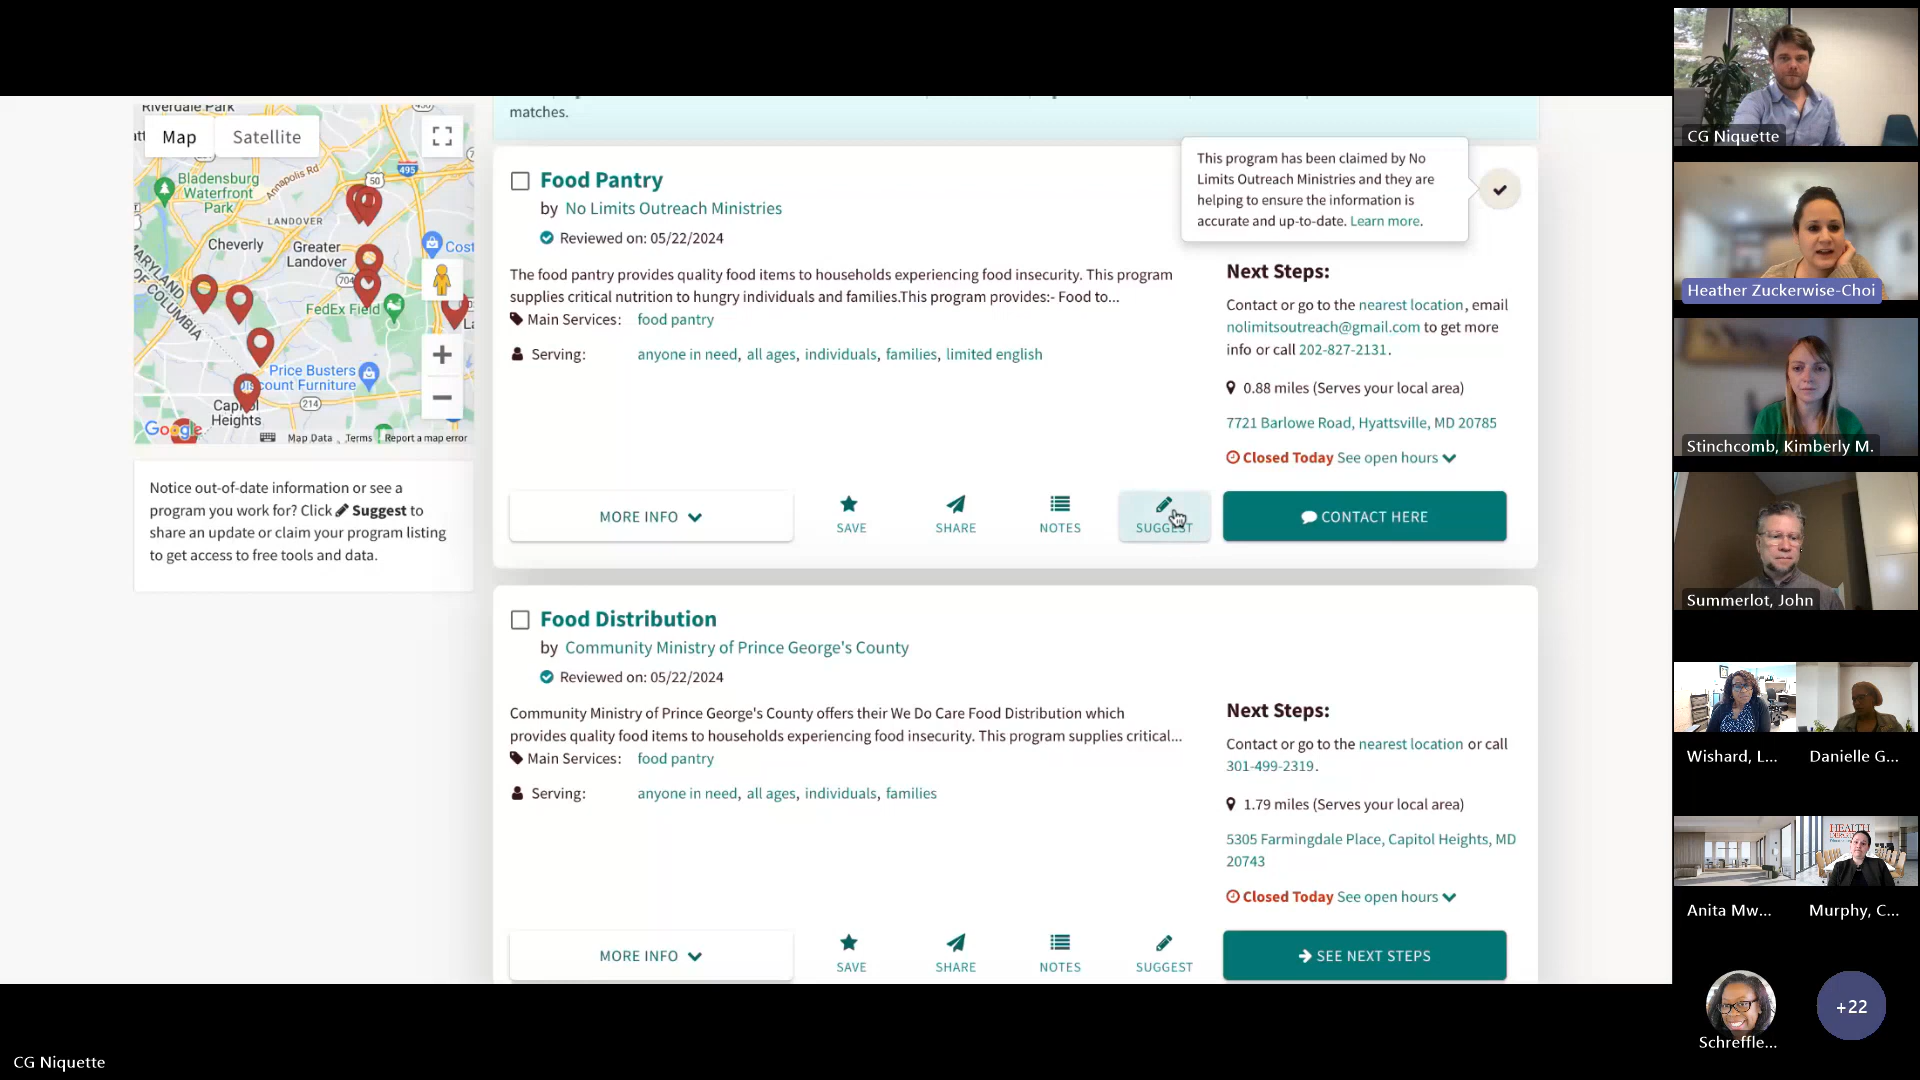 matches.
Riverdale Park
Map
Satellite
450
495
50
Annapolis Rd
Bladensburg
Waterfront
Park
LANDOVER
Cheverly
Greater
Landover
Cost
704
MARYLAND
OF COLUMBIA
FedEx Field
La
Price Busters
Discount Furniture
214
Capitol
Heights
Google
Map Data
Terms
Report a map error
Notice out-of-date information or see a
program you work for? Click Suggest to
share an update or claim your program listing
to get access to free tools and data.
Food Pantry
by No Limits Outreach Ministries
Reviewed on: 05/22/2024
The food pantry provides quality food items to households experiencing food insecurity. This program
supplies critical nutrition to hungry individuals and families.This program provides:- Food to...
Main Services: food pantry
Serving: anyone in need, all ages, individuals, families, limited english
This program has been claimed by No
Limits Outreach Ministries and they are
helping to ensure the information is
accurate and up-to-date. Learn more.
Next Steps:
Contact or go to the nearest location, email
nolimitsoutreach@gmail.com to get more
info or call 202-827-2131.
0.88 miles (Serves your local area)
7721 Barlowe Road, Hyattsville, MD 20785
Closed Today See open hours
MORE INFO
SAVE
SHARE
NOTES
SUGGEST
CONTACT HERE
Food Distribution
by Community Ministry of Prince George's County
Reviewed on: 05/22/2024
Community Ministry of Prince George's County offers their We Do Care Food Distribution which
provides quality food items to households experiencing food insecurity. This program supplies critical...
Main Services: food pantry
Serving: anyone in need, all ages, individuals, families
Next Steps:
Contact or go to the nearest location or call
301-499-2319.
1.79 miles (Serves your local area)
5305 Farmingdale Place, Capitol Heights, MD
20743
Closed Today See open hours
MORE INFO
SAVE
SHARE
NOTES
SUGGEST
SEE NEXT STEPS
CG Niquette
Heather Zuckerwise-Choi
Stinchcomb, Kimberly M.
Summerlot, John
Wishard, L...
Danielle G...
HEALTH
Anita Mw...
Murphy, C...
Schreffle...
+22
CG Niquette